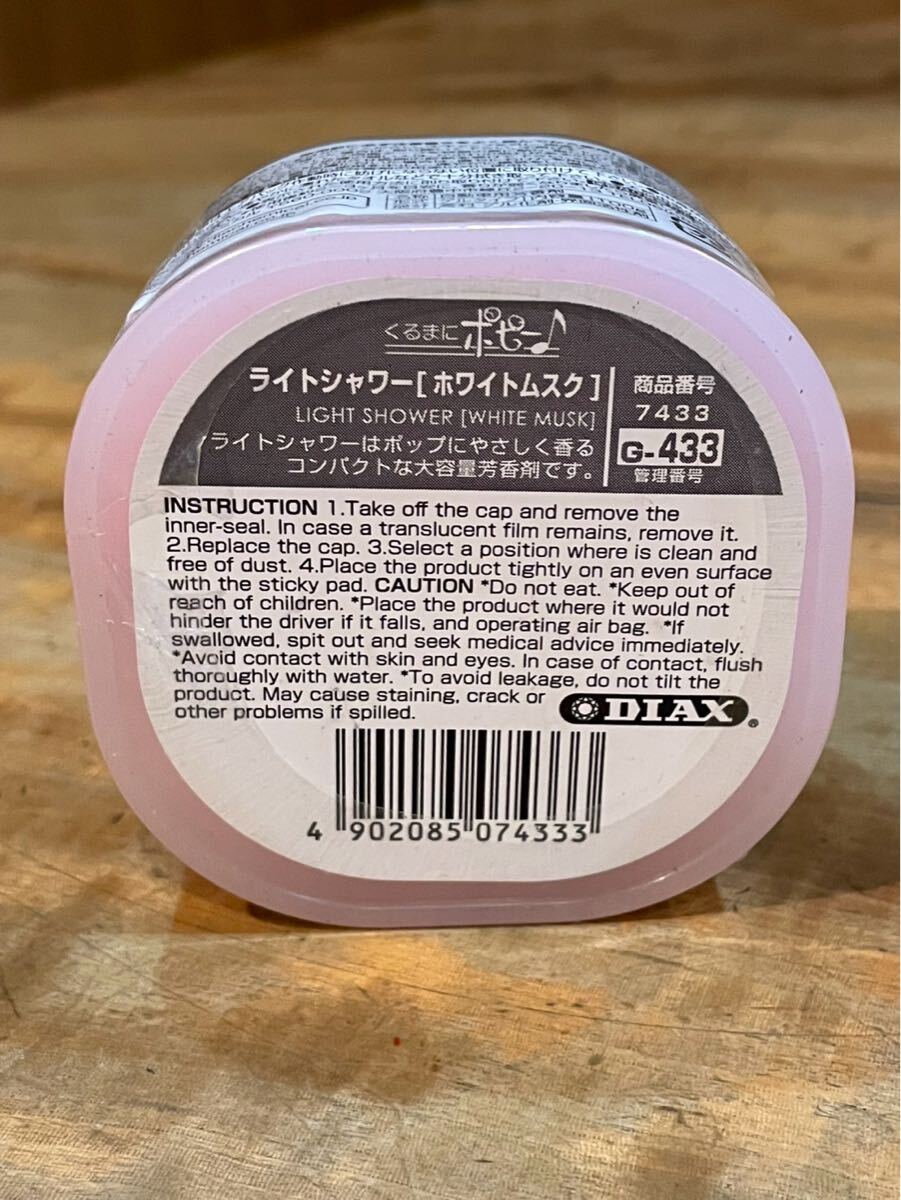 くるまにポピー♪
ライトシャワー[ホワイトムスク]
LIGHT SHOWER [WHITE MUSK]
ライトシャワーはポップにやさしく香る
コンパクトな大容量芳香剤です。
商品番号
7433
G-433
管理番号
INSTRUCTION 1.Take off the cap and remove the
inner-seal. In case a translucent film remains, remove it.
2.Replace the cap. 3.Select a position where is clean and
free of dust. 4.Place the product tightly on an even surface
with the sticky pad. CAUTION *Do not eat. *Keep out of
reach of children. *Place the product where it would not
hinder the driver if it falls, and operating air bag. *If
swallowed, spit out and seek medical advice immediately.
*Avoid contact with skin and eyes. In case of contact, flush
thoroughly with water. *To avoid leakage, do not tilt the
product. May cause staining, crack or
other problems if spilled.
DIAX®
4 902085 074333